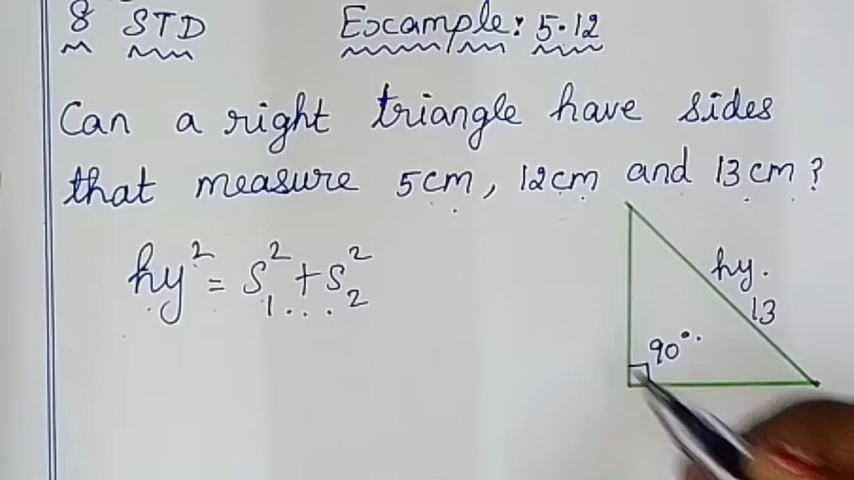 8 STD Example: 5.12
Can a right triangle have sides
that measure 5cm, 12cm and 13cm?
hy² = S₁² + S₂²
hy.
13
90°